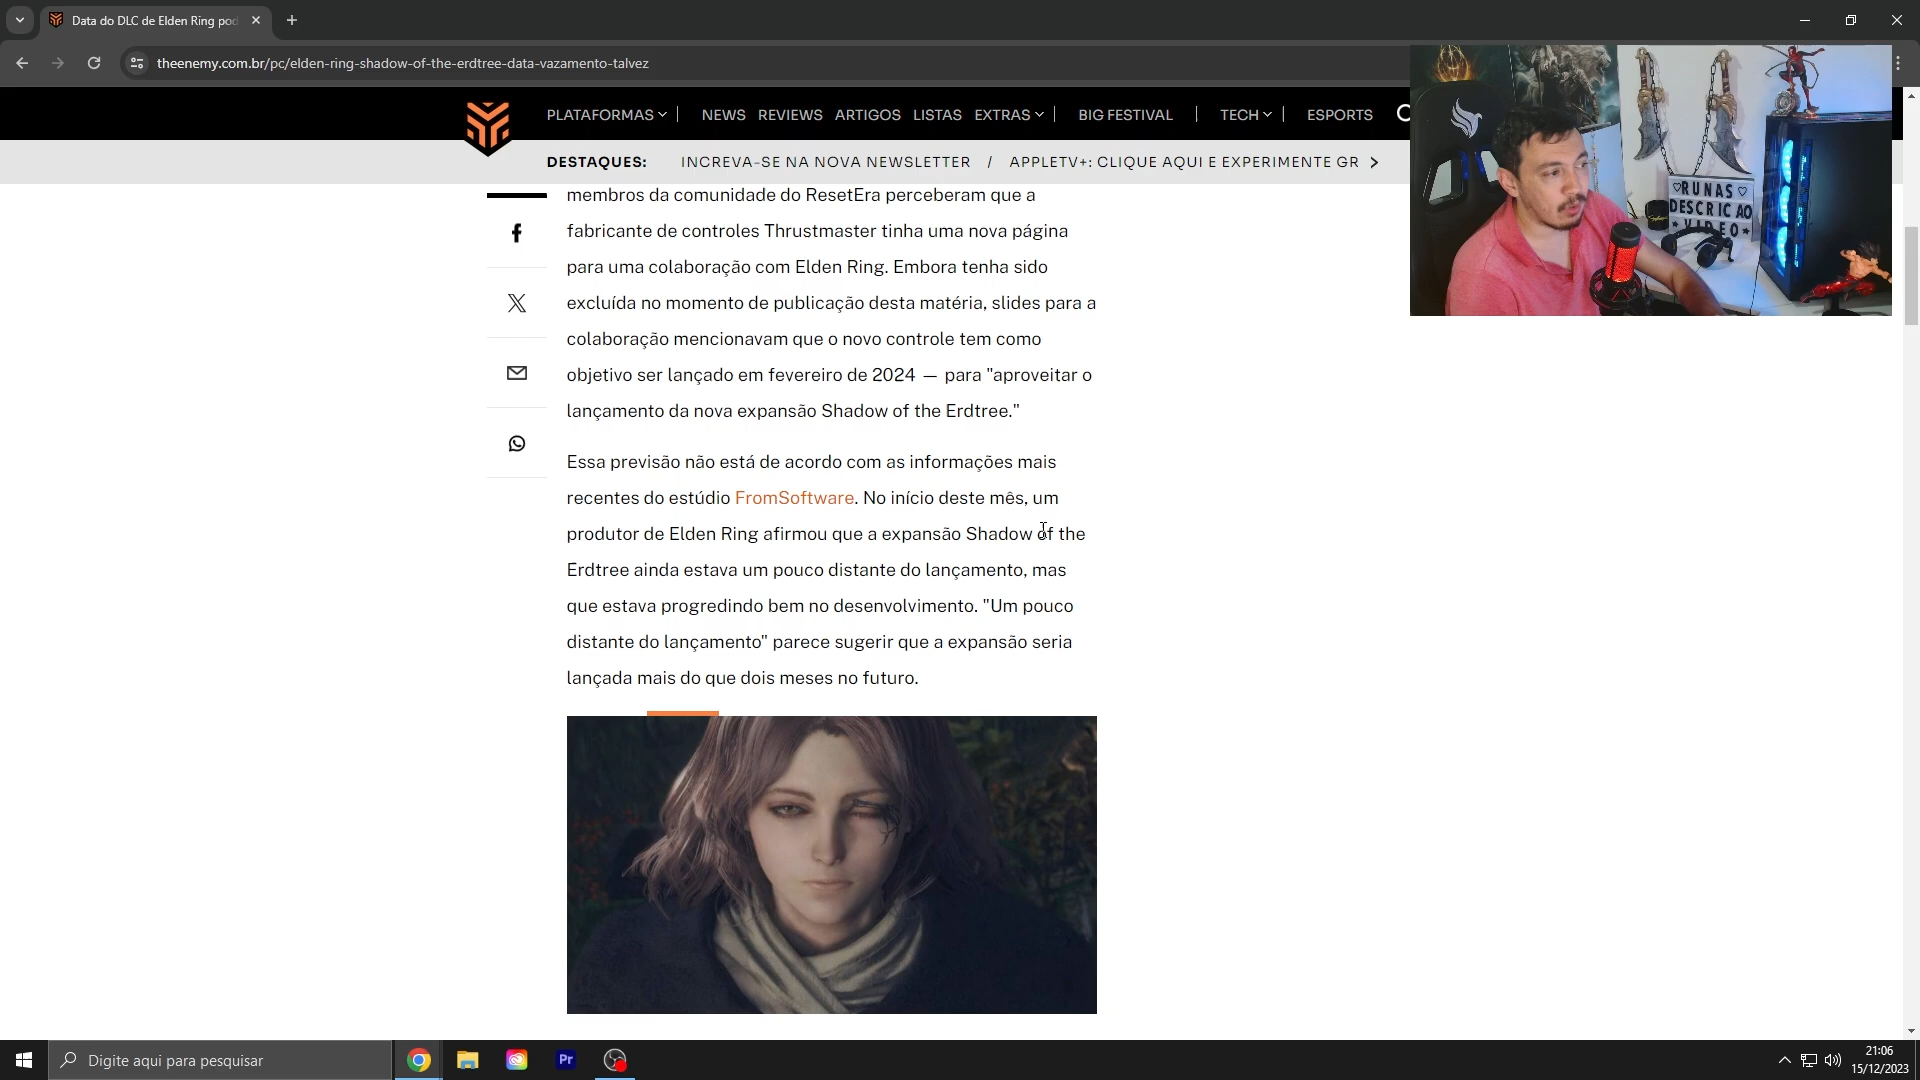 Data do DLC de Elden Ring pod
theenemy.com.br/pc/elden-ring-shadow-of-the-erdtree-data-vazamento-talvez
PLATAFORMAS | NEWS REVIEWS ARTIGOS LISTAS EXTRAS | BIG FESTIVAL | TECH | ESPORTS
DESTAQUES: INCREVA-SE NA NOVA NEWSLETTER / APPLETV+: CLIQUE AQUI E EXPERIMENTE GR
♡RUNAS♡
DESCRICAO
★VIDEO★
membros da comunidade do ResetEra perceberam que a
fabricante de controles Thrustmaster tinha uma nova página
para uma colaboração com Elden Ring. Embora tenha sido
excluída no momento de publicação desta matéria, slides para a
colaboração mencionavam que o novo controle tem como
objetivo ser lançado em fevereiro de 2024 — para "aproveitar o
lançamento da nova expansão Shadow of the Erdtree."
Essa previsão não está de acordo com as informações mais
recentes do estúdio FromSoftware. No início deste mês, um
produtor de Elden Ring afirmou que a expansão Shadow of the
Erdtree ainda estava um pouco distante do lançamento, mas
que estava progredindo bem no desenvolvimento. "Um pouco
distante do lançamento" parece sugerir que a expansão seria
lançada mais do que dois meses no futuro.
Digite aqui para pesquisar
Pr
21:06
15/12/2023